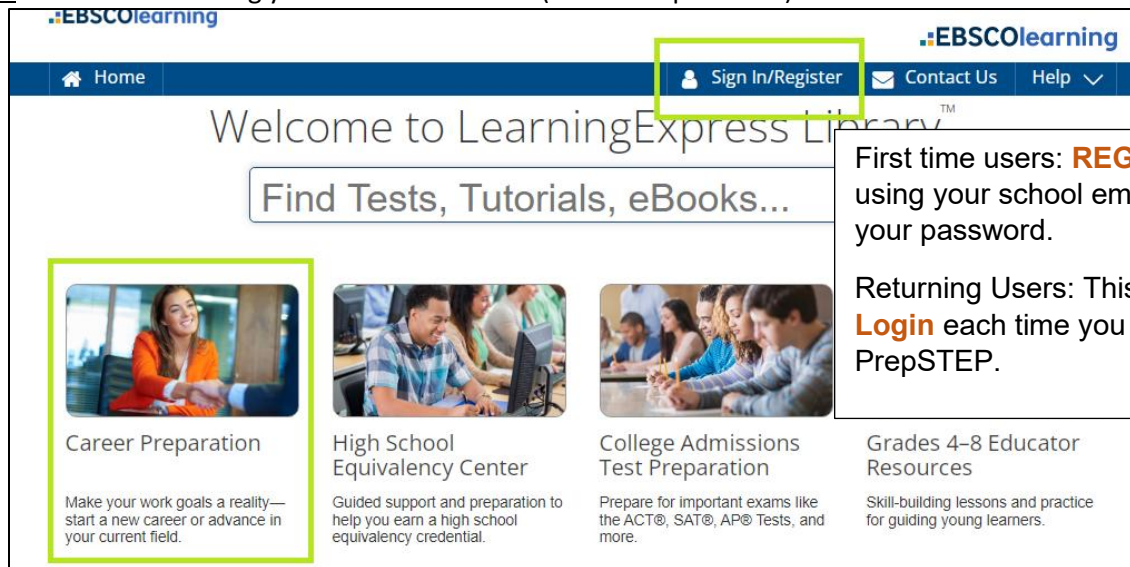 .:EBSCOlearning
.:EBSCOlearning
Home Sign In/Register Contact Us Help
Welcome to LearningExpress Library™
Find Tests, Tutorials, eBooks...
First time users:
using your school
your password.
Returning Users:
Login each time you
PrepSTEP.
Career Preparation
Make your work goals a reality—
start a new career or advance in
your current field.
High School
Equivalency Center
Guided support and preparation to
help you earn a high school
equivalency credential.
College Admissions
Test Preparation
Prepare for important exams like
the ACT®, SAT®, AP® Tests, and
more.
Grades 4–8 Educator
Resources
Skill-building lessons and practice
for guiding young learners.